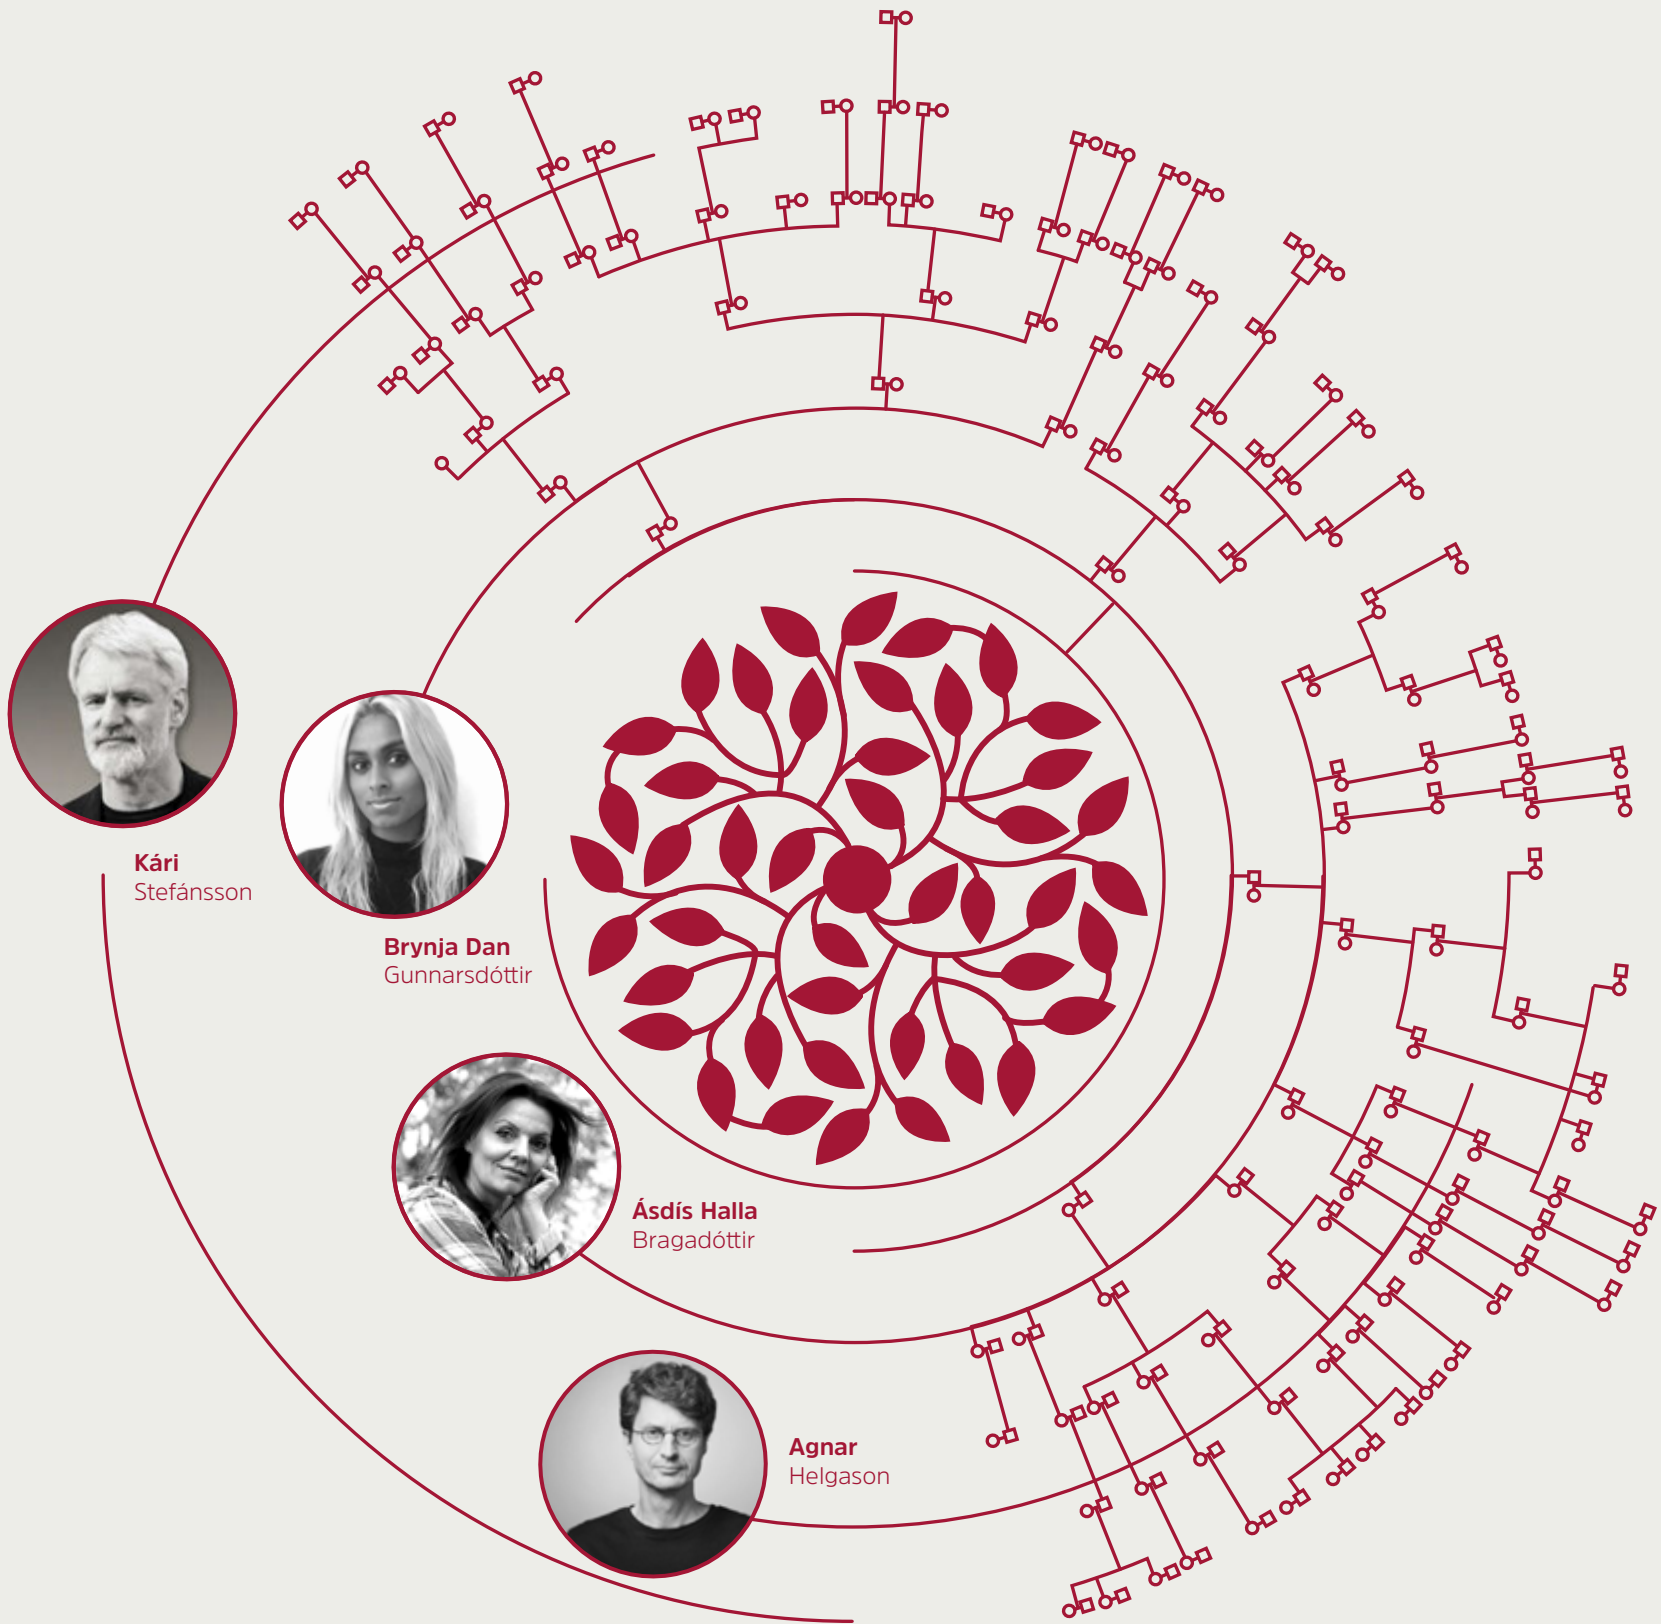 Kári
Stefánsson
Brynja Dan
Gunnarsdóttir
Ásdís Halla
Bragadóttir
Agnar
Helgason